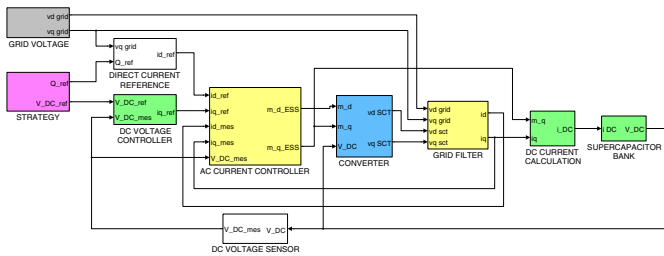 vd grid
vq grid
GRID VOLTAGE
Q_ref
V_DC_ref
STRATEGY
vq grid
Q_ref
id_ref
DIRECT CURRENT
REFERENCE
V_DC_ref
V_DC_mes
iq_ref
DC VOLTAGE
CONTROLLER
id_ref
iq_ref
id_mes
iq_mes
V_DC_mes
m_d_ESS
m_q_ESS
AC CURRENT CONTROLLER
m_d
m_q
V_DC
vd SCT
vq SCT
CONVERTER
vd grid
vq grid
vd sct
vq sct
id
iq
GRID FILTER
m_q
iq
i_DC
DC CURRENT
CALCULATION
i DC
V_DC
SUPERCAPACITOR
BANK
V_DC_mes
V_DC
DC VOLTAGE SENSOR